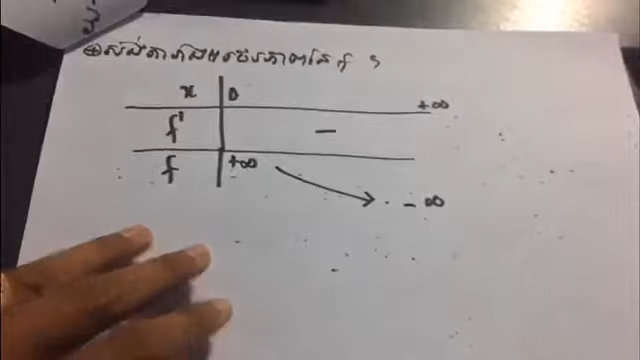 សង់តារាងអថេរភាពនៃ f ?
x 0 +∞
f' −
f +∞ −∞